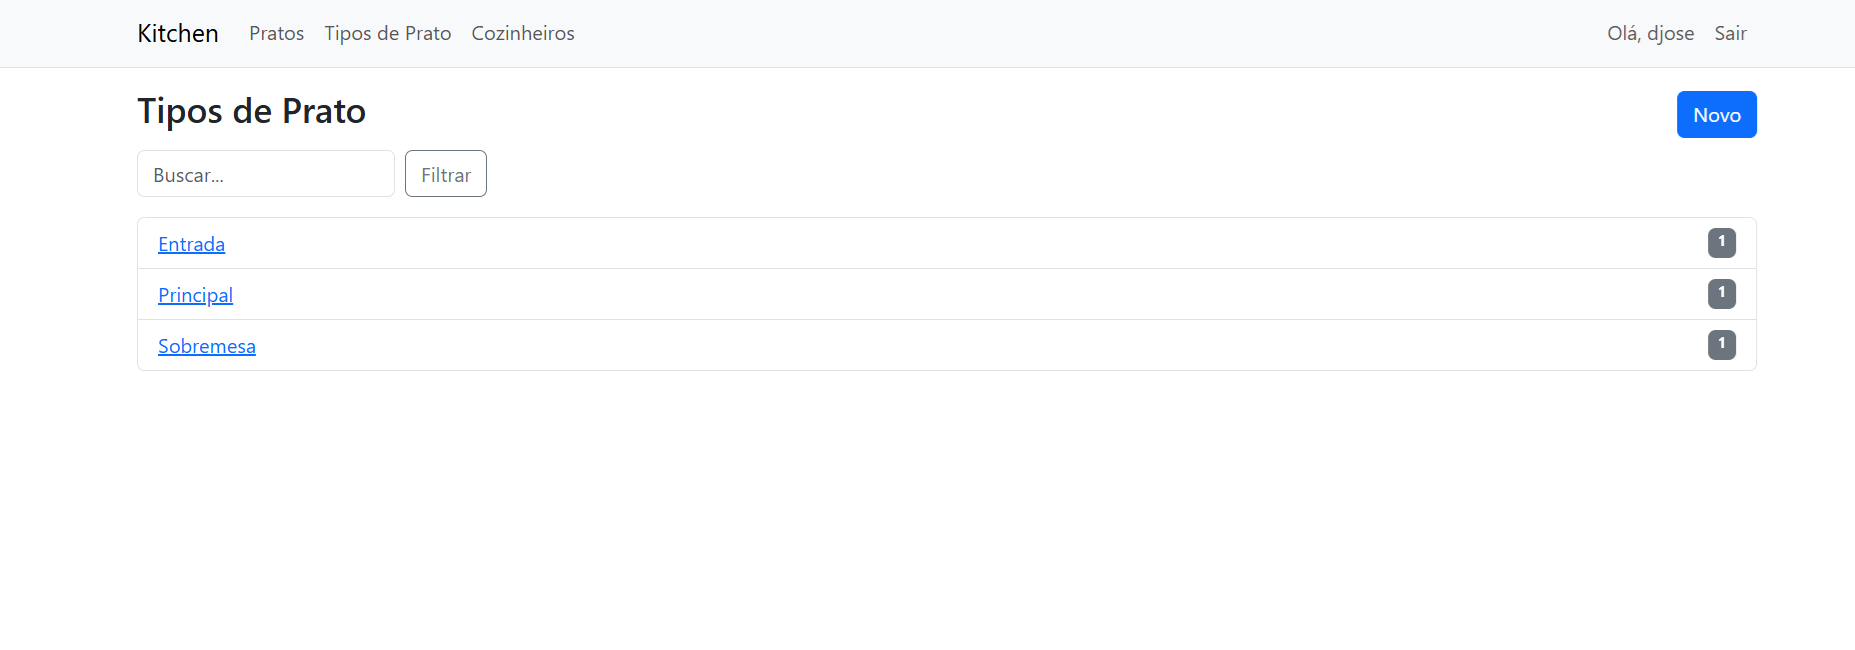 Kitchen Pratos Tipos de Prato Cozinheiros Olá, djose Sair
Tipos de Prato Novo
Buscar... Filtrar
Entrada 1
Principal 1
Sobremesa 1